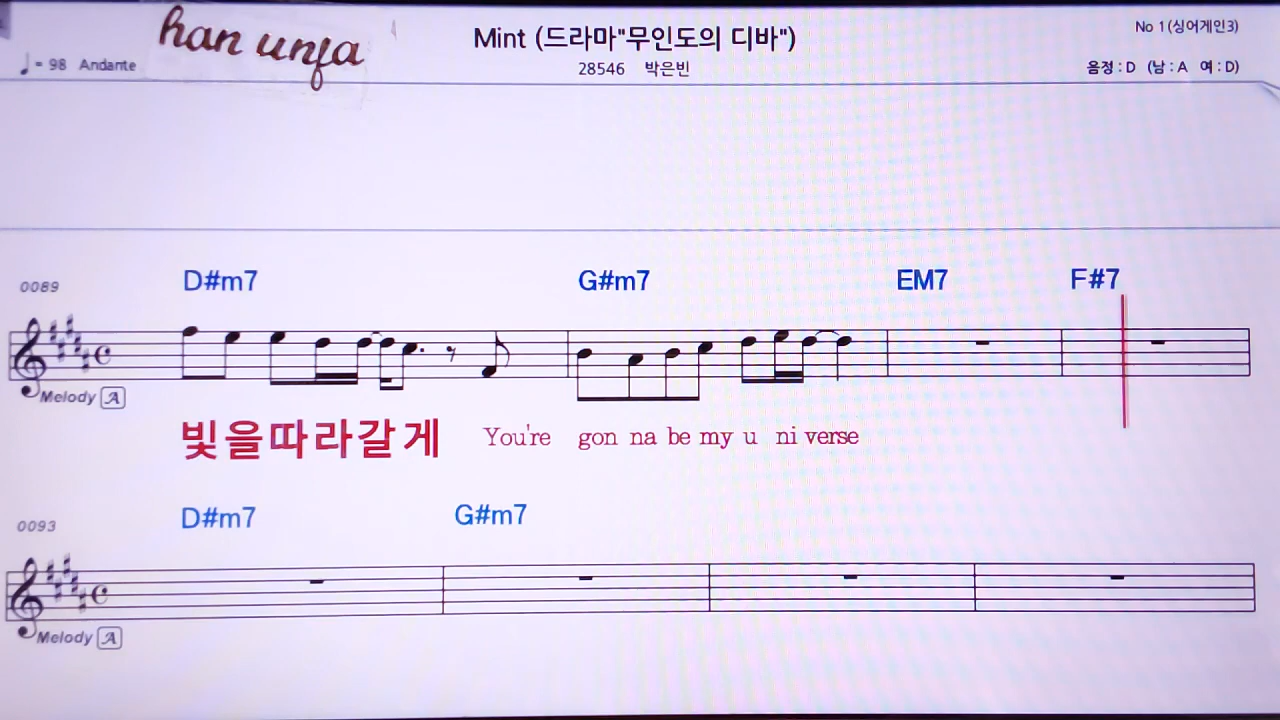 han unfa
Mint (드라마"무인도의 디바")
No 1(싱어게인3)
♩= 98 Andante
28546 박은빈
음정 : D (남 : A 여 : D)
0089
D#m7 G#m7 EM7 F#7
Melody A
빛을따라갈게 You're gon na be my u ni verse
0093
D#m7 G#m7
Melody A